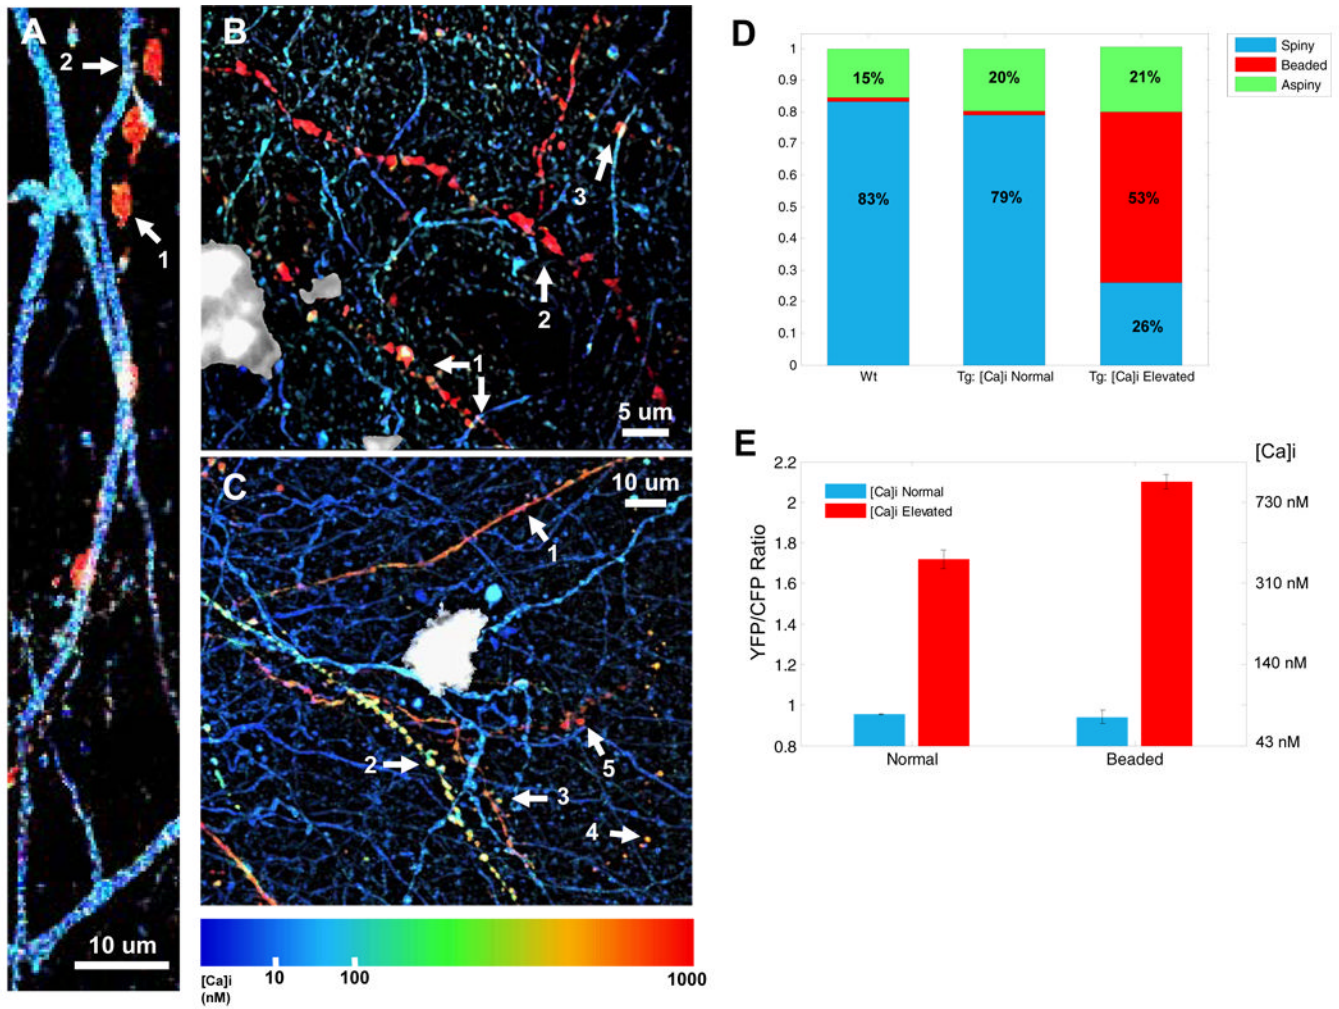 A
2
1
10 um
B
3
2
1
5 um
C
10 um
1
2
3
4
5
[Ca]i
(nM)
10
100
1000
D
1
0.9
0.8
0.7
0.6
0.5
0.4
0.3
0.2
0.1
0
15%
83%
20%
79%
21%
53%
26%
Wt
Tg: [Ca]i Normal
Tg: [Ca]i Elevated
Spiny
Beaded
Aspiny
E
YFP/CFP Ratio
2.2
2
1.8
1.6
1.4
1.2
1
0.8
[Ca]i Normal
[Ca]i Elevated
Normal
Beaded
[Ca]i
730 nM
310 nM
140 nM
43 nM